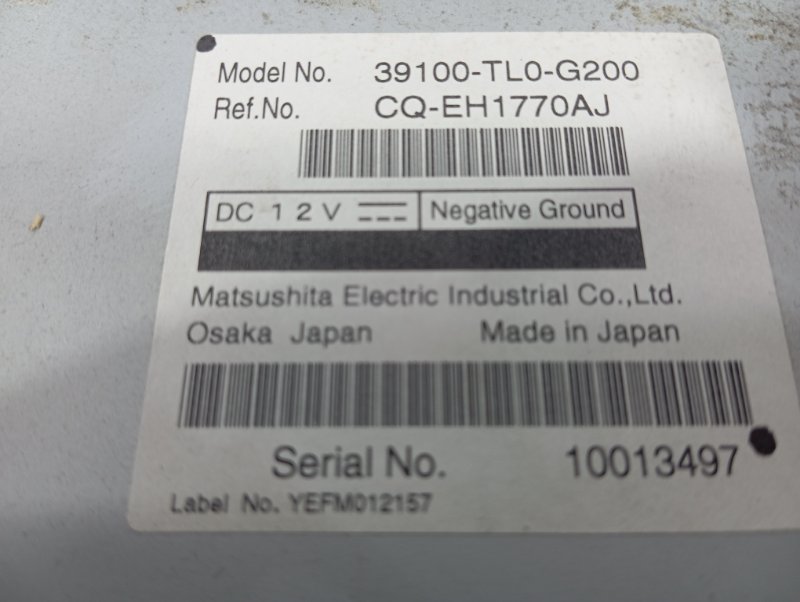 Model No. 39100-TL0-G200
Ref.No. CQ-EH1770AJ
DC 12V Negative Ground
Matsushita Electric Industrial Co.,Ltd.
Osaka Japan Made in Japan
Serial No. 10013497
Label No. YEFM012157